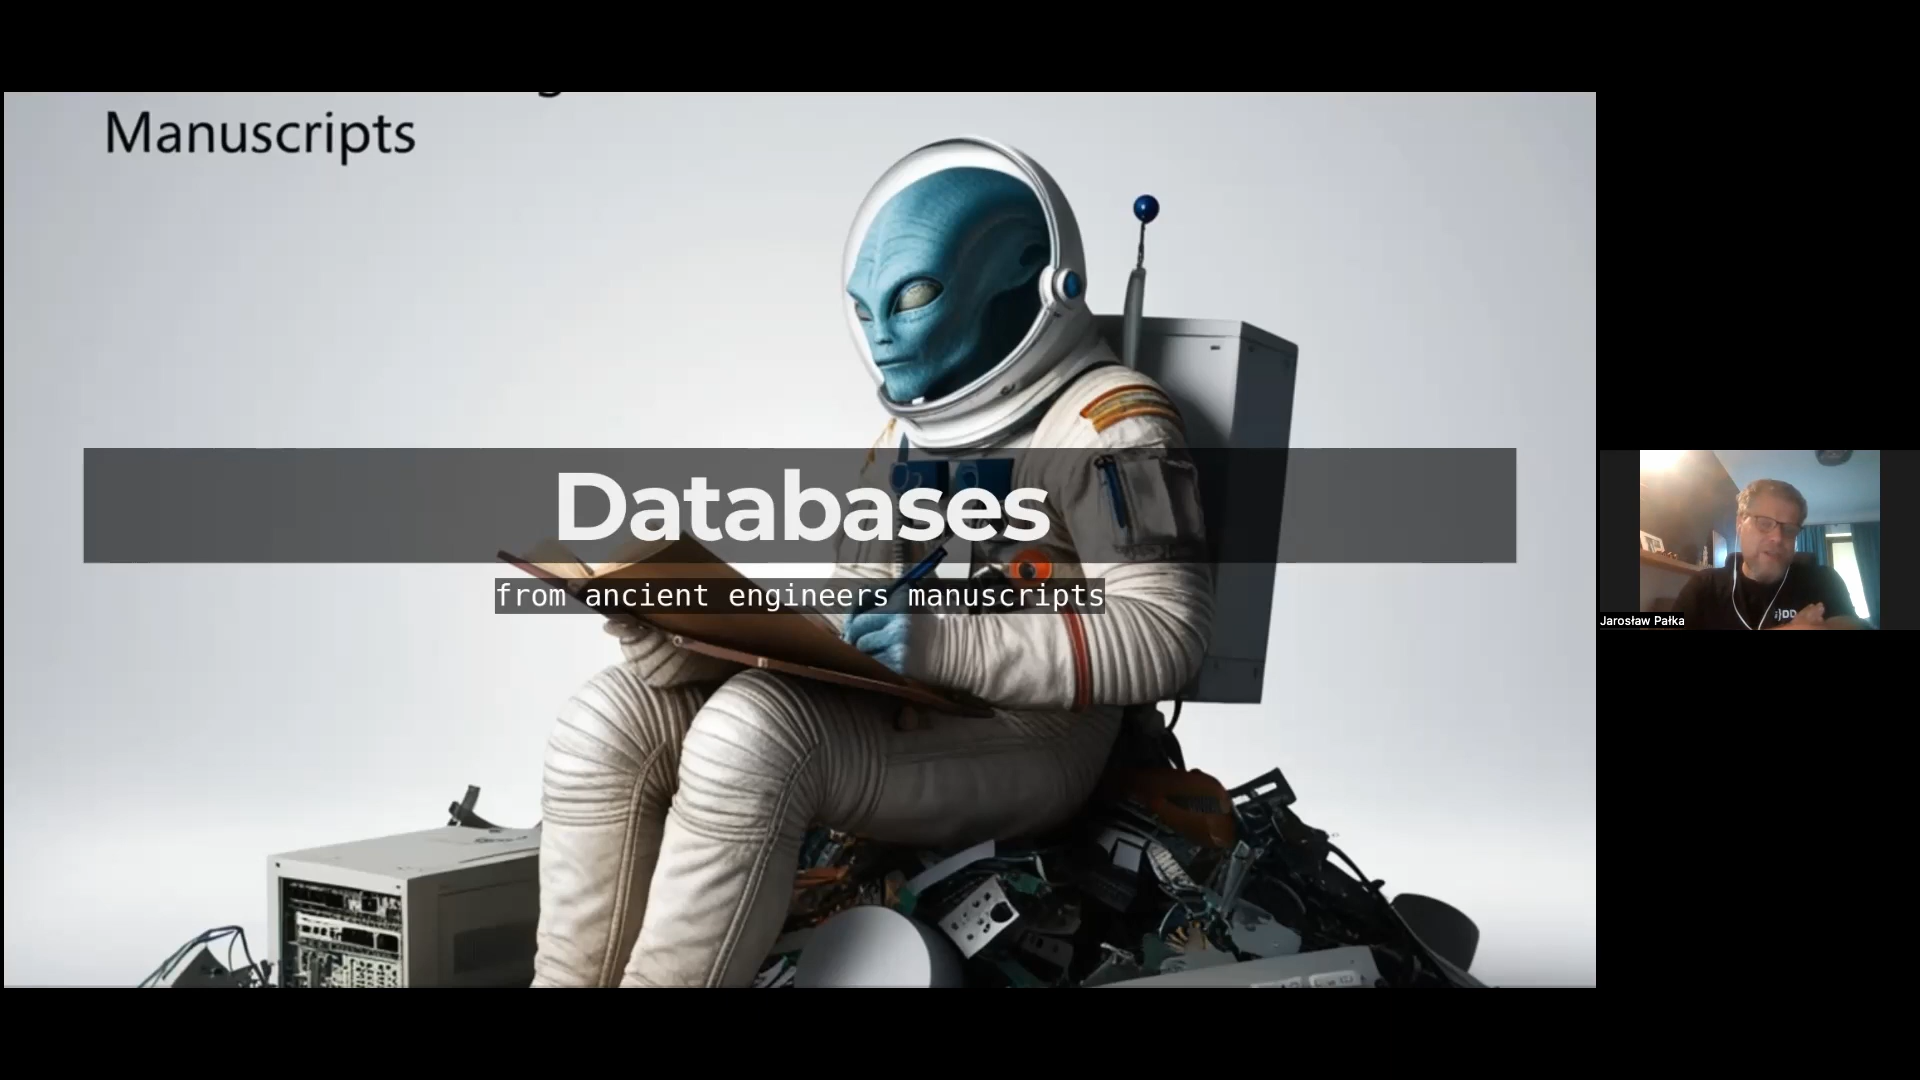 Manuscripts
Databases
from ancient engineers manuscripts
Jarosław Pałka